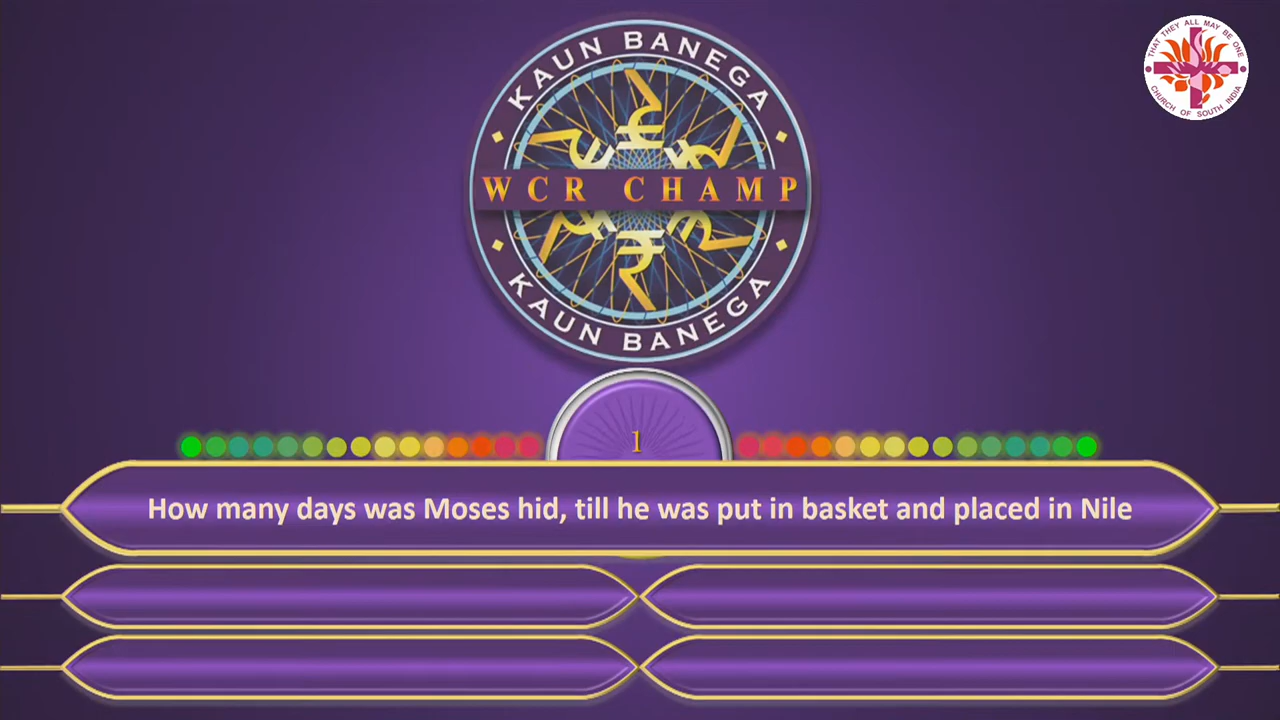 KAUN BANEGA
WCR CHAMP
KAUN BANEGA
THAT THEY ALL MAY BE ONE
CHURCH OF SOUTH INDIA
1
How many days was Moses hid, till he was put in basket and placed in Nile